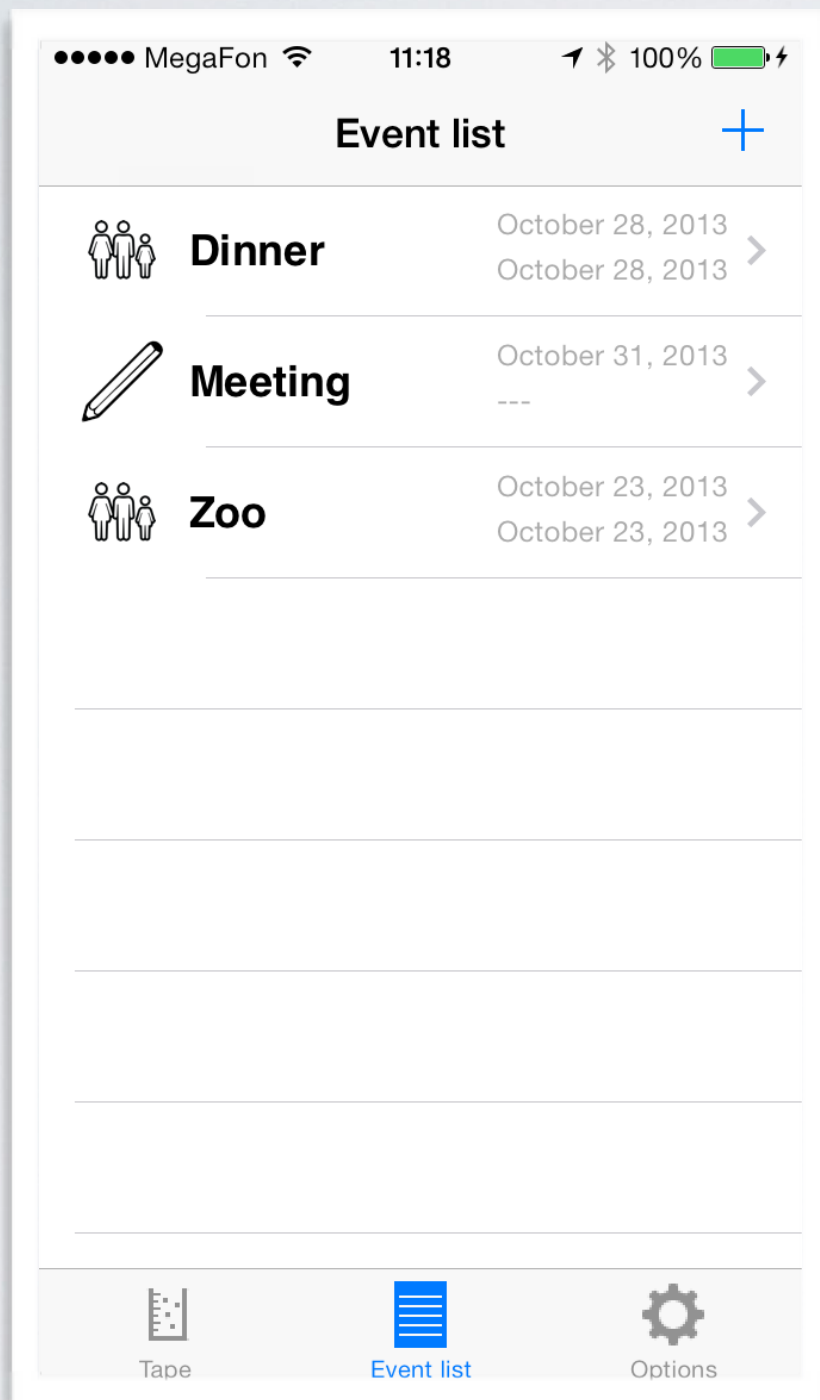 MegaFon 11:18 100%
Event list
Dinner October 28, 2013
October 28, 2013
Meeting October 31, 2013
---
Zoo October 23, 2013
October 23, 2013
Tape Event list Options